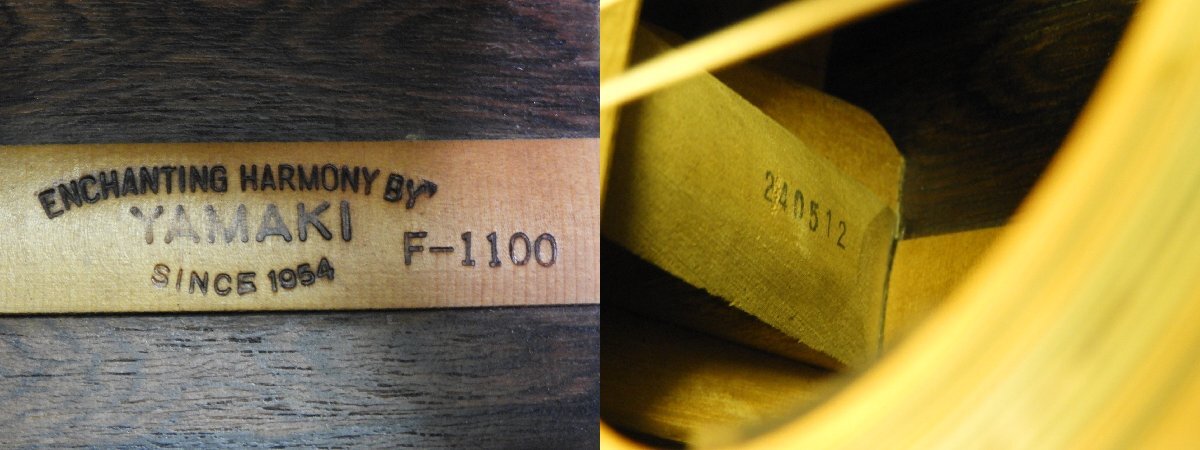 ENCHANTING HARMONY BY"
YAMAKI
F-1100
SINCE 1954
240512